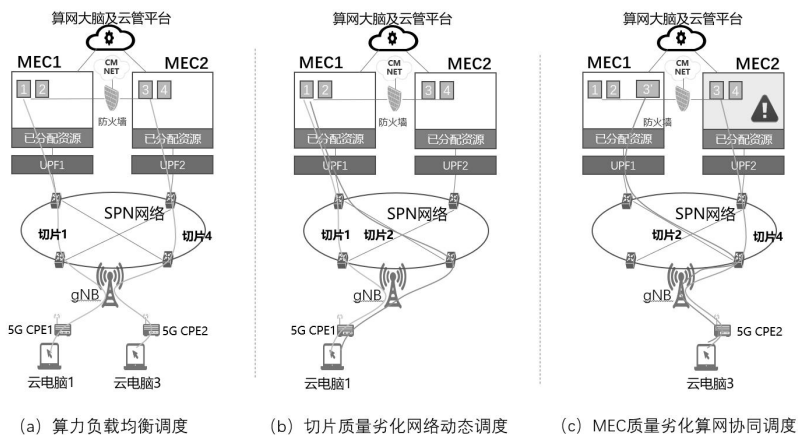 算网大脑及云管平台
MEC1
MEC2
CM
NET
1 2
3 4
防火墙
已分配资源
已分配资源
UPF1
UPF2
SPN网络
切片1
切片4
gNB
5G CPE1
5G CPE2
云电脑1
云电脑3
(a) 算力负载均衡调度
算网大脑及云管平台
MEC1
MEC2
CM
NET
1 2
3 4
防火墙
已分配资源
已分配资源
UPF1
UPF2
SPN网络
切片1
切片2
gNB
5G CPE1
云电脑1
(b) 切片质量劣化网络动态调度
算网大脑及云管平台
MEC1
MEC2
CM
NET
1 2 3'
3 4
防火墙
已分配资源
已分配资源
UPF1
UPF2
SPN网络
切片2
切片4
gNB
5G CPE2
云电脑3
(c) MEC质量劣化算网协同调度